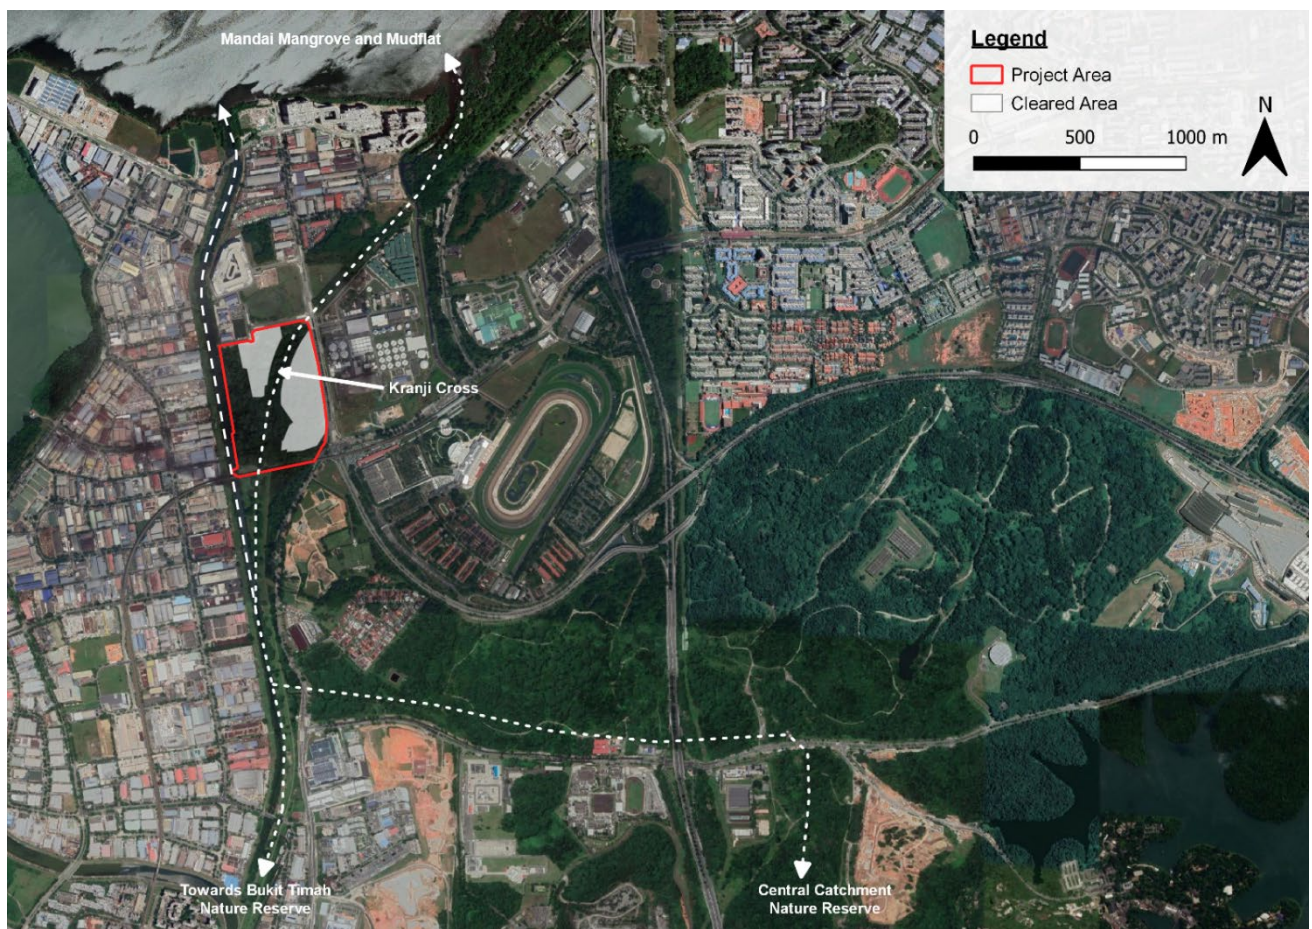 Mandai Mangrove and Mudflat
Legend
Project Area
Cleared Area
N
0 500 1000 m
Kranji Cross
Towards Bukit Timah
Nature Reserve
Central Catchment
Nature Reserve